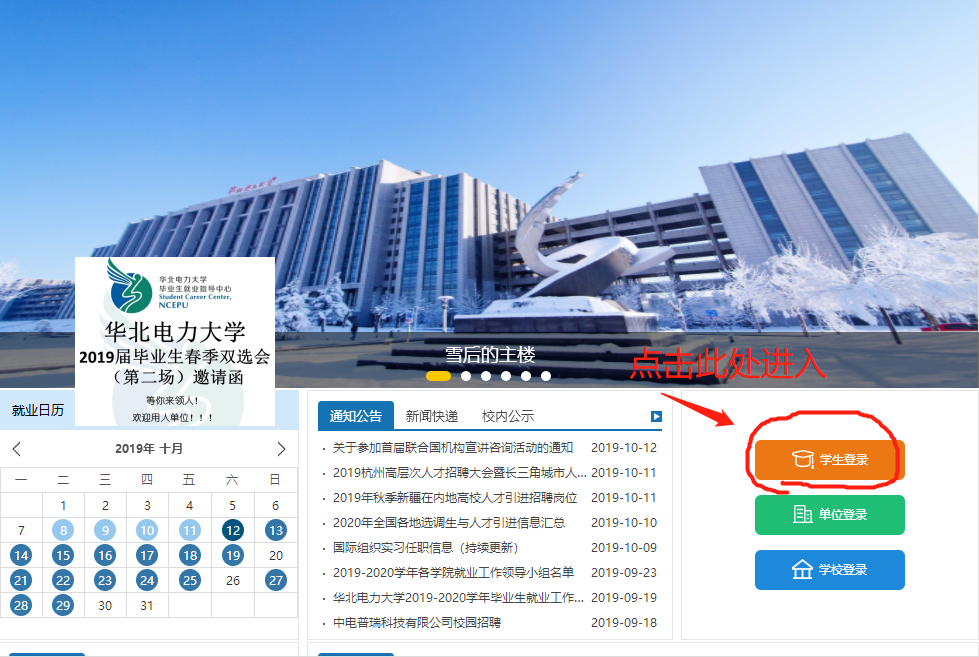 华北电力大学
毕业生就业指导中心
Student Career Center,
NCEPU
华北电力大学
2019届毕业生春季双选会
（第二场）邀请函
等你来领人！
欢迎用人单位！！！
雪后的主楼
点击此处进入
就业日历
2019年 十月
一 二 三 四 五 六 日
1 2 3 4 5 6
7 8 9 10 11 12 13
14 15 16 17 18 19 20
21 22 23 24 25 26 27
28 29 30 31
通知公告 新闻快递 校内公示
· 关于参加首届联合国机构宣讲咨询活动的通知 2019-10-12
· 2019杭州高层次人才招聘大会暨长三角城市人... 2019-10-11
· 2019年秋季新疆在内地高校人才引进招聘岗位 2019-10-11
· 2020年全国各地选调生与人才引进信息汇总 2019-10-10
· 国际组织实习任职信息（持续更新） 2019-10-09
· 2019-2020学年各学院就业工作领导小组名单 2019-09-23
· 华北电力大学2019-2020学年毕业生就业工作... 2019-09-19
· 中电普瑞科技有限公司校园招聘 2019-09-18
学生登录
单位登录
学校登录